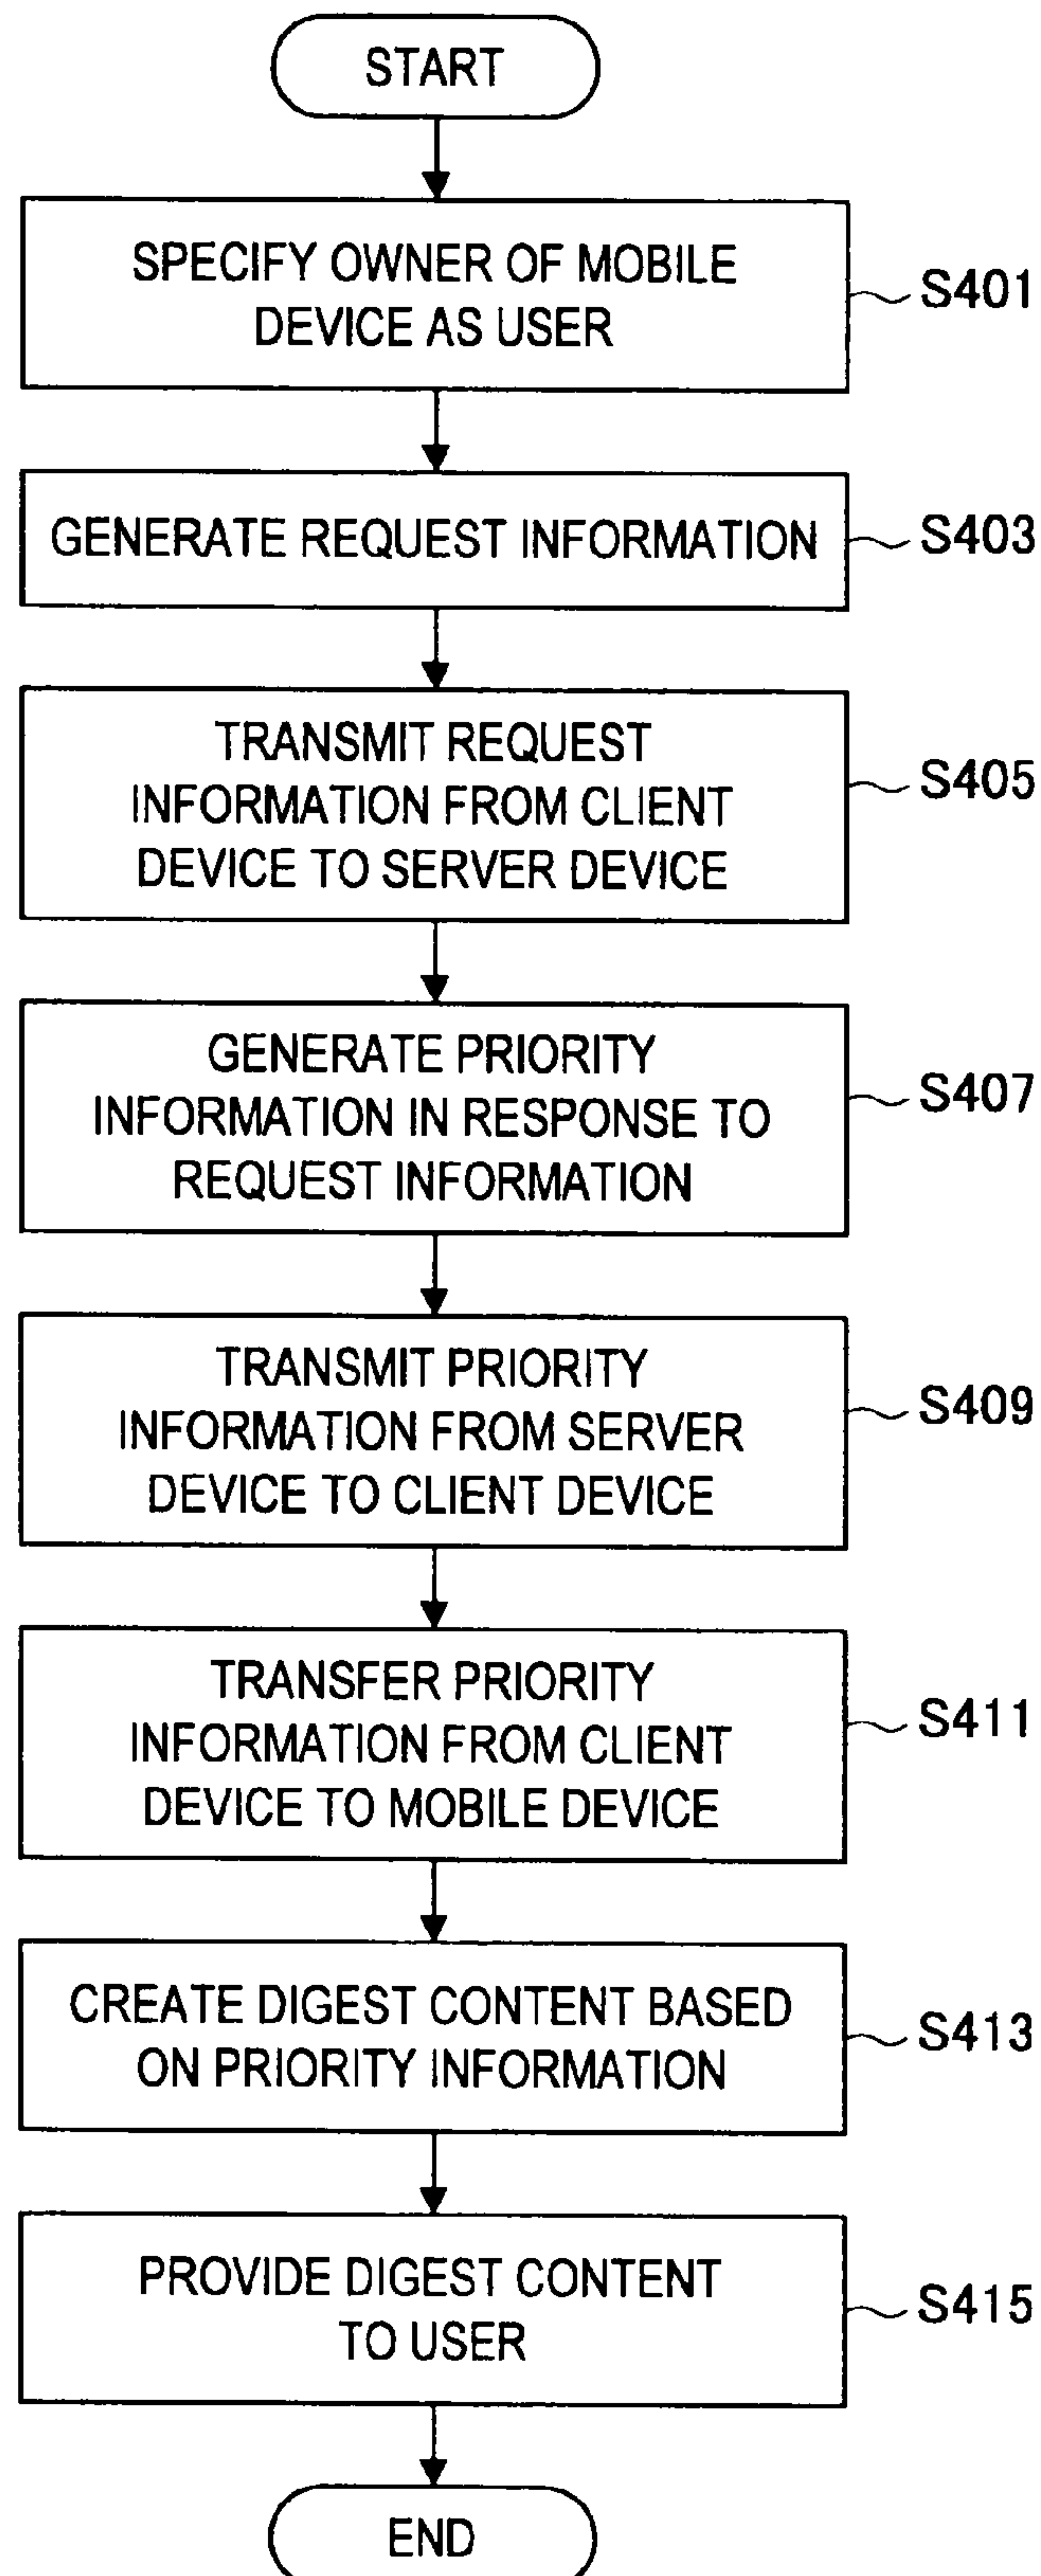 START
SPECIFY OWNER OF MOBILE
DEVICE AS USER
S401
GENERATE REQUEST INFORMATION
S403
TRANSMIT REQUEST
INFORMATION FROM CLIENT
DEVICE TO SERVER DEVICE
S405
GENERATE PRIORITY
INFORMATION IN RESPONSE TO
REQUEST INFORMATION
S407
TRANSMIT PRIORITY
INFORMATION FROM SERVER
DEVICE TO CLIENT DEVICE
S409
TRANSFER PRIORITY
INFORMATION FROM CLIENT
DEVICE TO MOBILE DEVICE
S411
CREATE DIGEST CONTENT BASED
ON PRIORITY INFORMATION
S413
PROVIDE DIGEST CONTENT
TO USER
S415
END